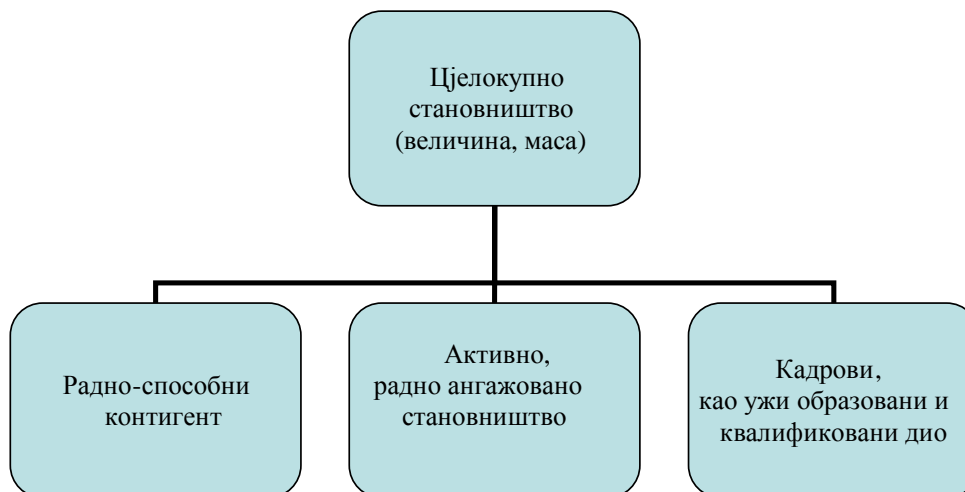 Цјелокупно
становништво
(величина, маса)
Радно-способни
контигент
Активно,
радно ангажовано
становништво
Кадрови,
као ужи образовани и
квалификовани дио